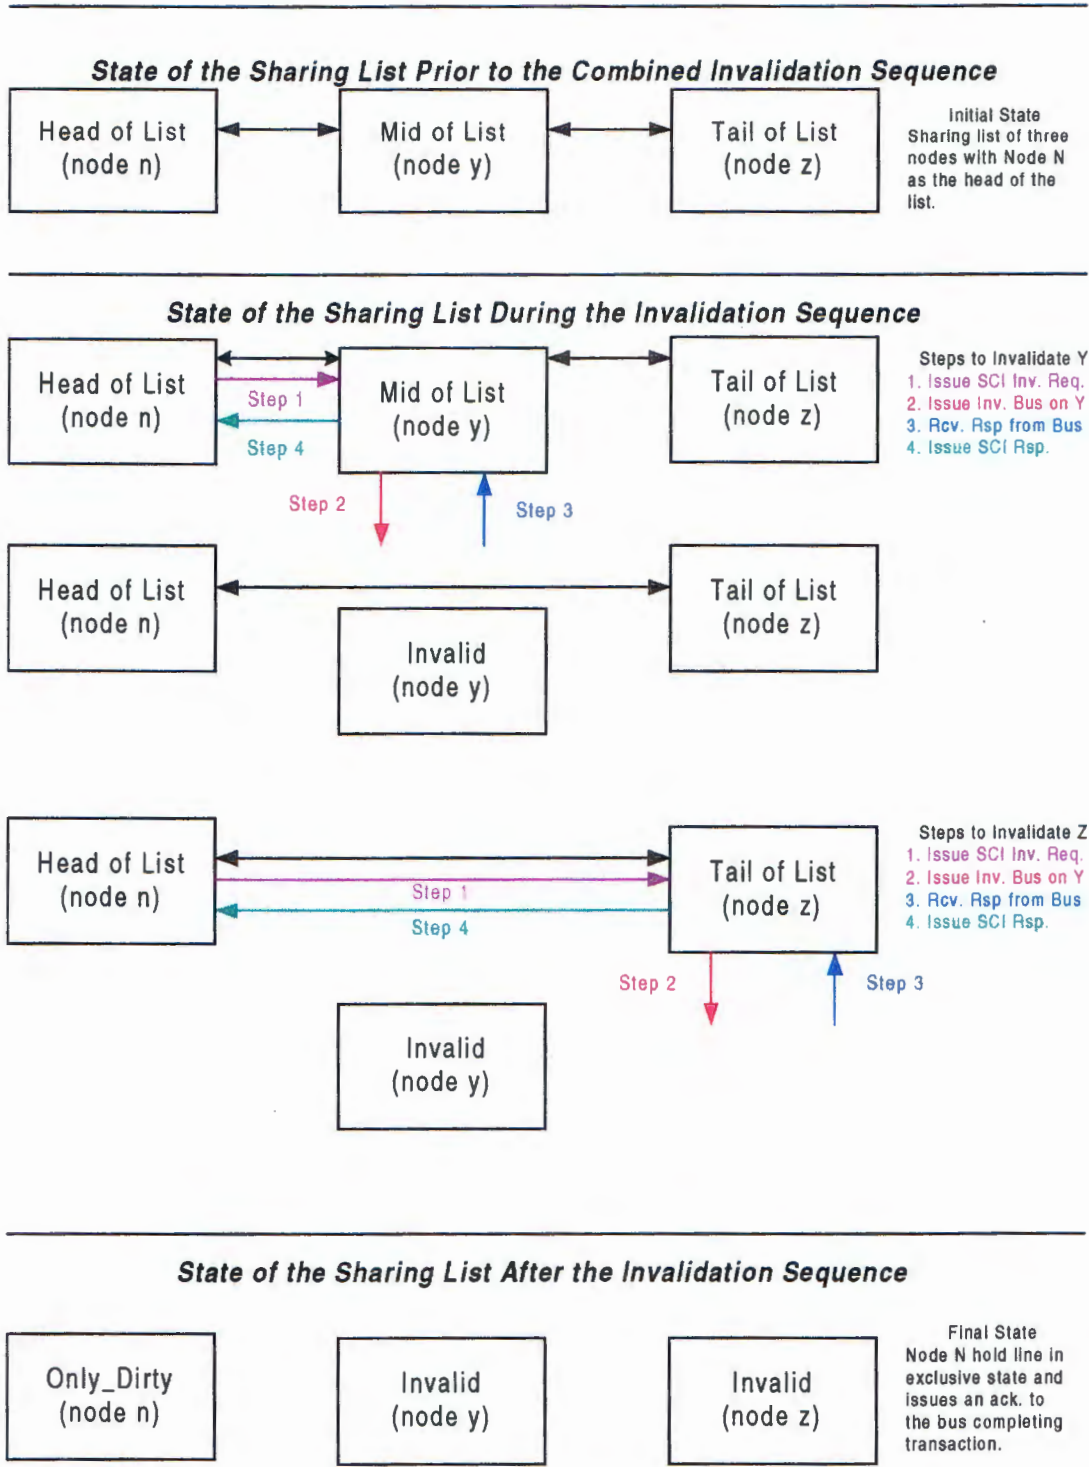 State of the Sharing List Prior to the Combined Invalidation Sequence
Head of List
(node n)
Mid of List
(node y)
Tail of List
(node z)
Initial State
Sharing list of three
nodes with Node N
as the head of the
list.
State of the Sharing List During the Invalidation Sequence
Head of List
(node n)
Step 1
Step 4
Mid of List
(node y)
Step 2
Step 3
Tail of List
(node z)
Steps to Invalidate Y
1. Issue SCI Inv. Req.
2. Issue Inv. Bus on Y
3. Rcv. Rsp from Bus
4. Issue SCI Rsp.
Head of List
(node n)
Invalid
(node y)
Tail of List
(node z)
Head of List
(node n)
Step 1
Step 4
Tail of List
(node z)
Step 2
Step 3
Steps to Invalidate Z
1. Issue SCI Inv. Req.
2. Issue Inv. Bus on Y
3. Rcv. Rsp from Bus
4. Issue SCI Rsp.
Invalid
(node y)
State of the Sharing List After the Invalidation Sequence
Only_Dirty
(node n)
Invalid
(node y)
Invalid
(node z)
Final State
Node N hold line in
exclusive state and
issues an ack. to
the bus completing
transaction.